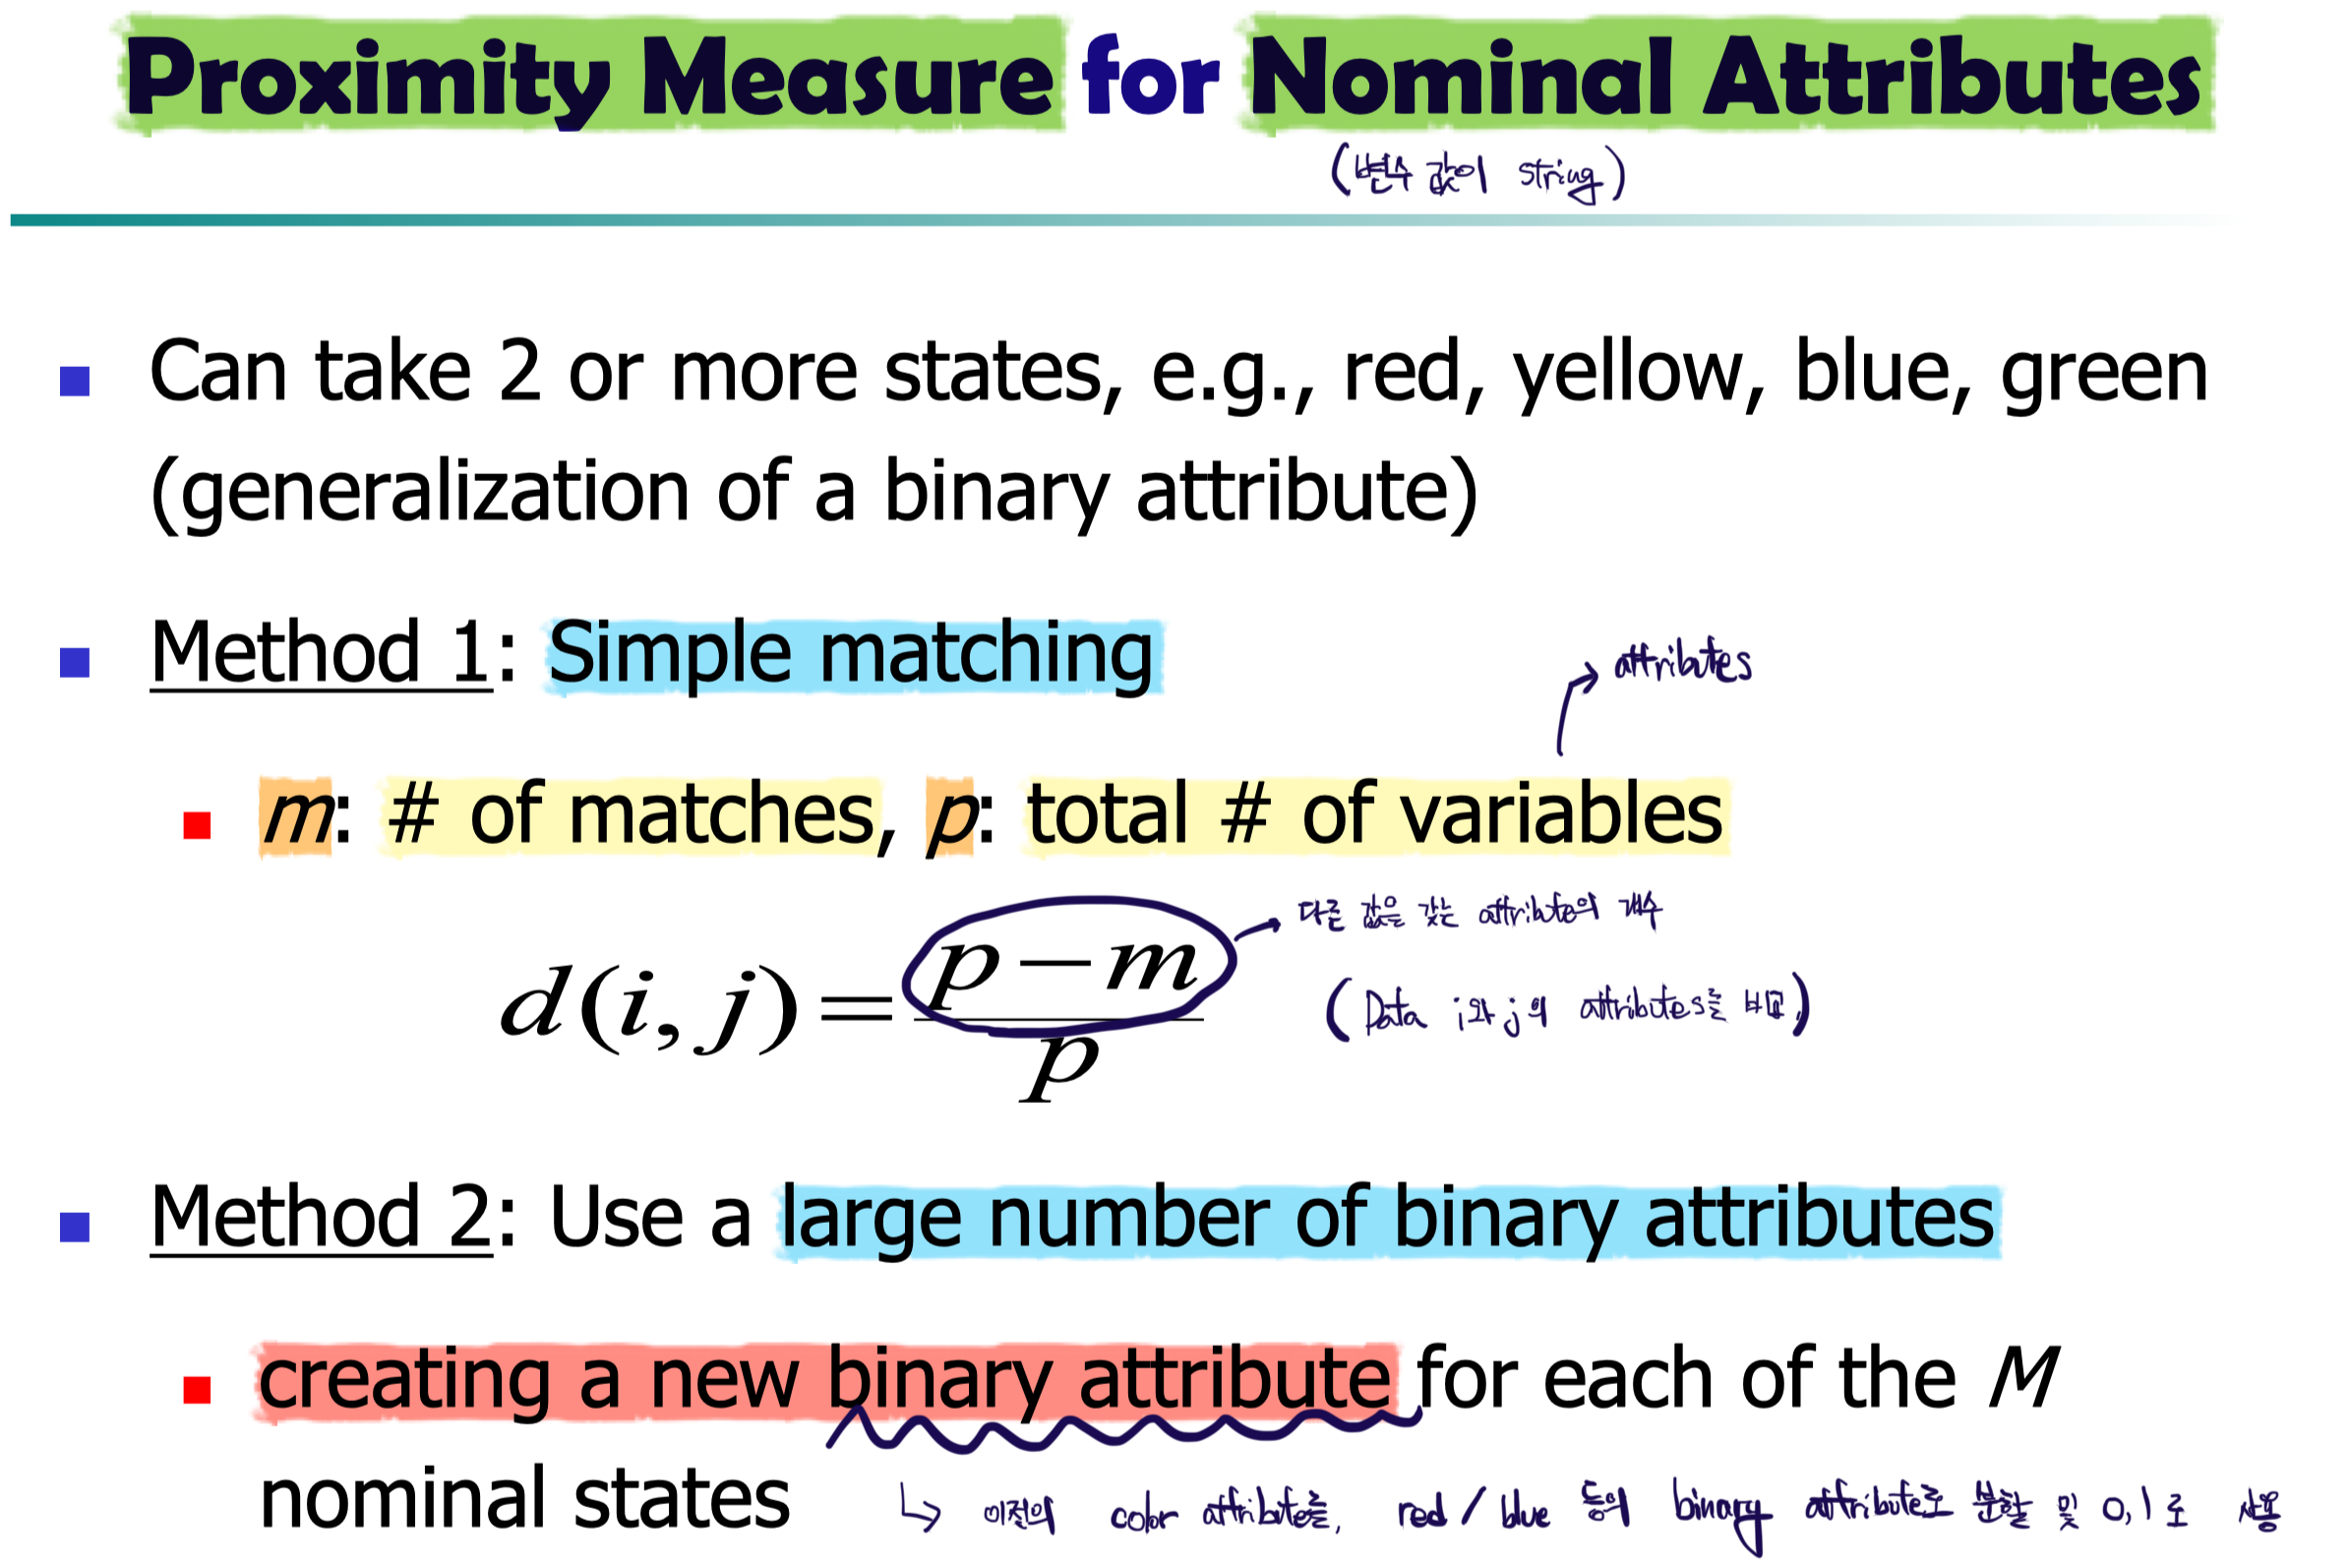 Proximity Measure for Nominal Attributes
(변수 값이 string)
Can take 2 or more states, e.g., red, yellow, blue, green
(generalization of a binary attribute)
Method 1: Simple matching
attributes
m: # of matches, p: total # of variables
다른 값을 갖는 attribute의 개수
d(i, j) = p − m / p
(Data i와 j의 attributes를 비교)
Method 2: Use a large number of binary attributes
creating a new binary attribute for each of the M
nominal states
이전의 color attribute를, red / blue 등의 binary attribute로 분할 및 0, 1로 사용